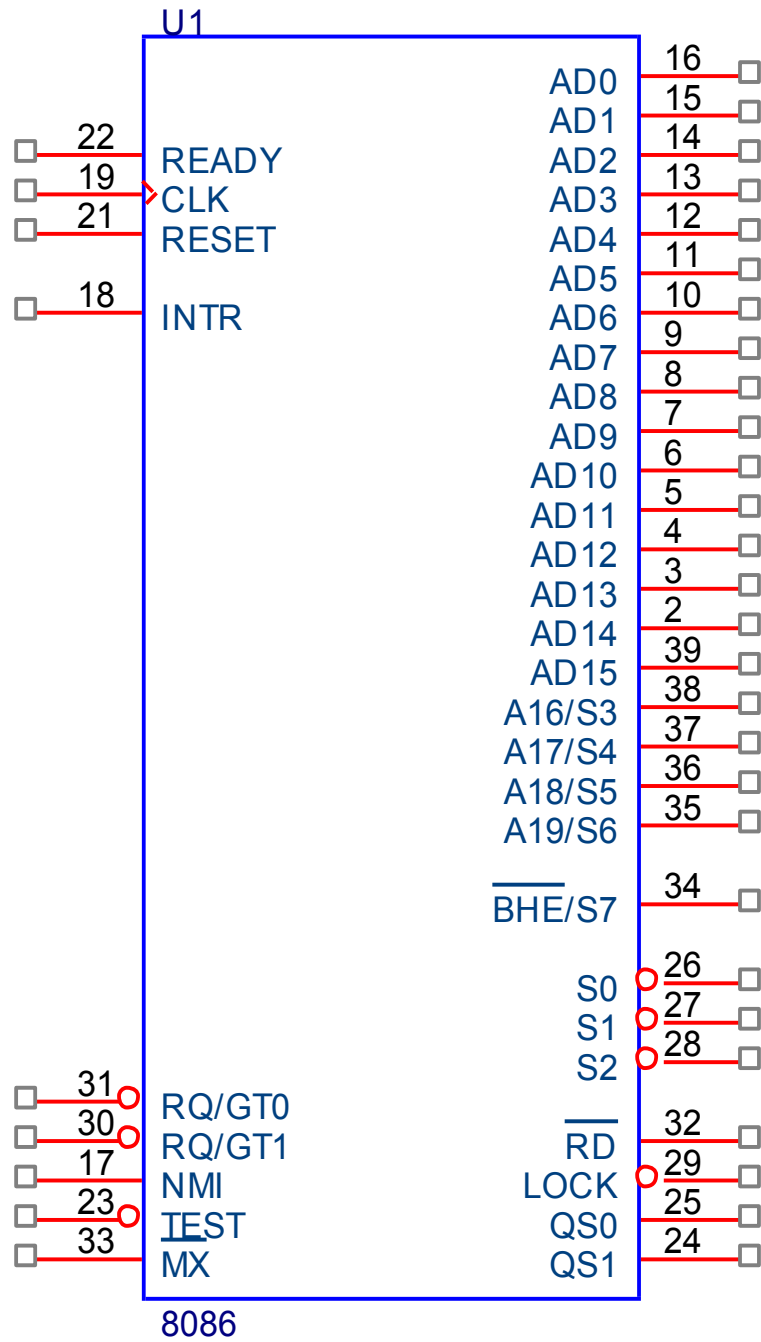 U1
22 READY
19 CLK
21 RESET
18 INTR
31 RQ/GT0
30 RQ/GT1
17 NMI
23 TEST
33 MX
AD0 16
AD1 15
AD2 14
AD3 13
AD4 12
AD5 11
AD6 10
AD7 9
AD8 8
AD9 7
AD10 6
AD11 5
AD12 4
AD13 3
AD14 2
AD15 39
A16/S3 38
A17/S4 37
A18/S5 36
A19/S6 35
BHE/S7 34
S0 26
S1 27
S2 28
RD 32
LOCK 29
QS0 25
QS1 24
8086